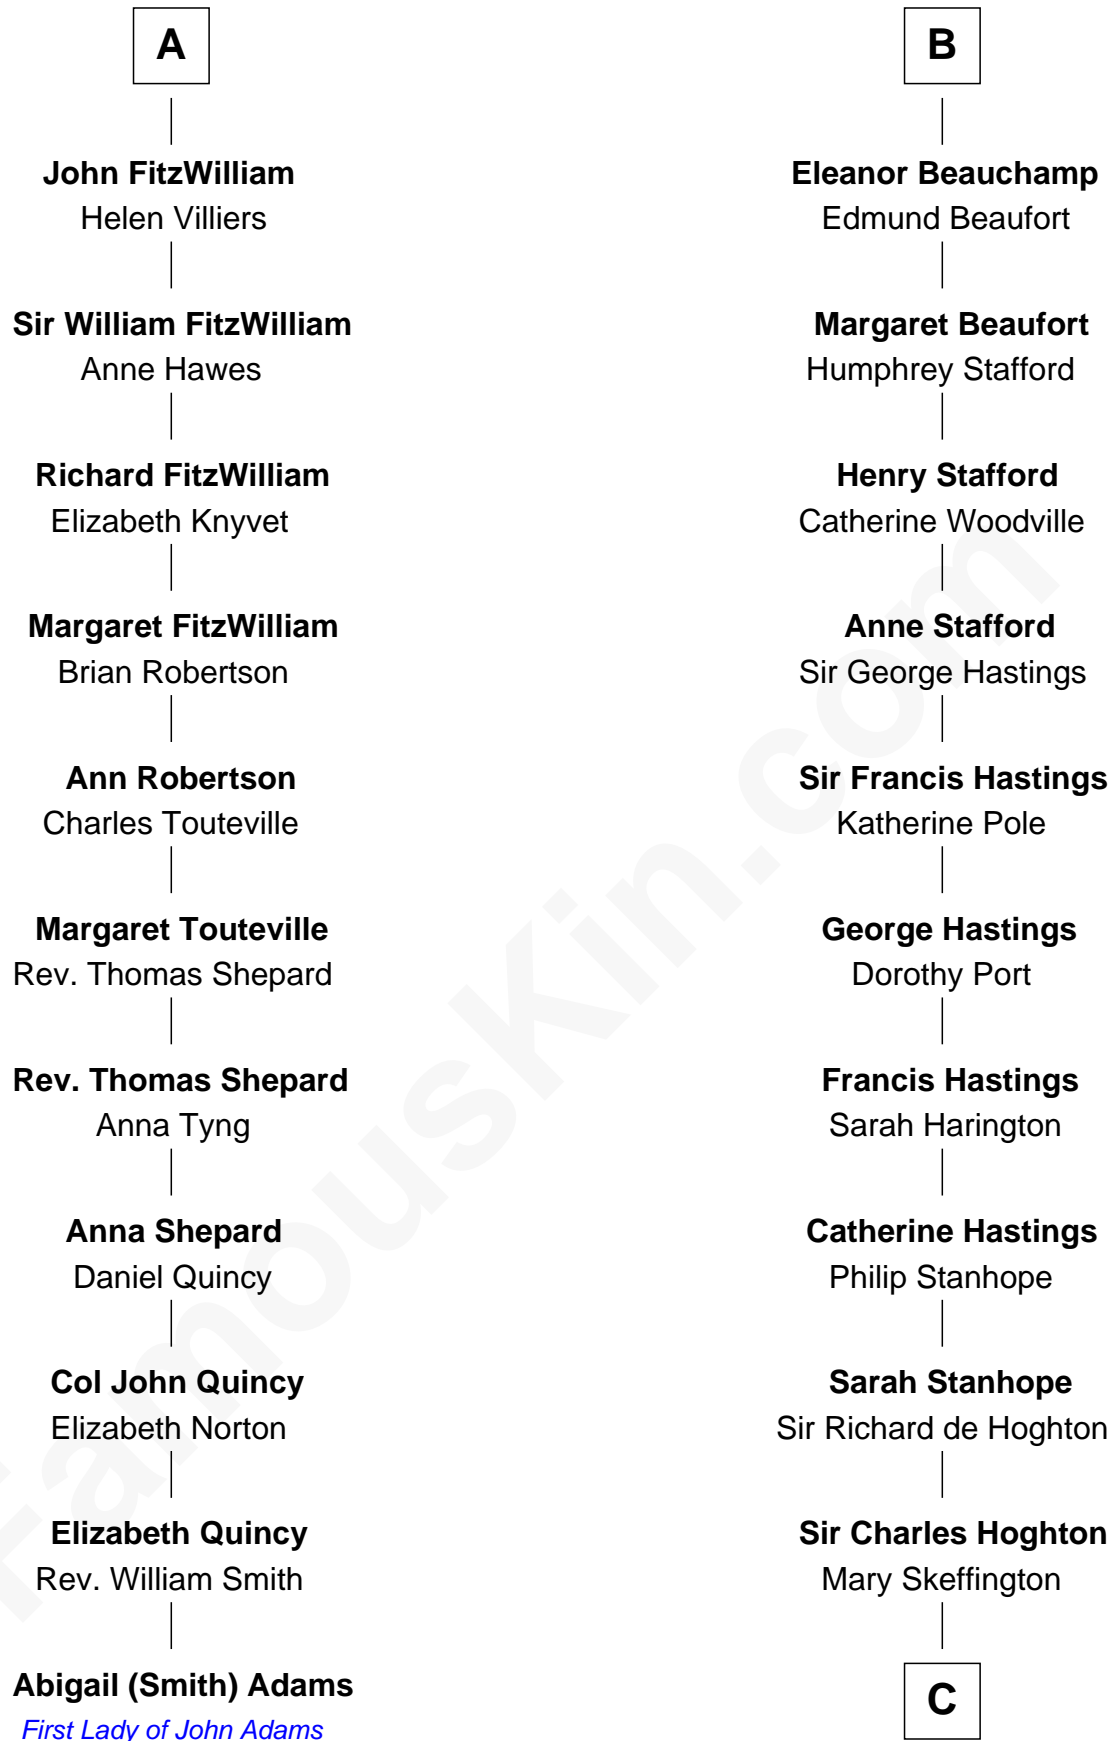 A
John FitzWilliam
Helen Villiers
Sir William FitzWilliam
Anne Hawes
Richard FitzWilliam
Elizabeth Knyvet
Margaret FitzWilliam
Brian Robertson
Ann Robertson
Charles Touteville
Margaret Touteville
Rev. Thomas Shepard
Rev. Thomas Shepard
Anna Tyng
Anna Shepard
Daniel Quincy
Col John Quincy
Elizabeth Norton
Elizabeth Quincy
Rev. William Smith
Abigail (Smith) Adams
First Lady of John Adams
B
Eleanor Beauchamp
Edmund Beaufort
Margaret Beaufort
Humphrey Stafford
Henry Stafford
Catherine Woodville
Anne Stafford
Sir George Hastings
Sir Francis Hastings
Katherine Pole
George Hastings
Dorothy Port
Francis Hastings
Sarah Harington
Catherine Hastings
Philip Stanhope
Sarah Stanhope
Sir Richard de Hoghton
Sir Charles Hoghton
Mary Skeffington
C
FamousKin.com